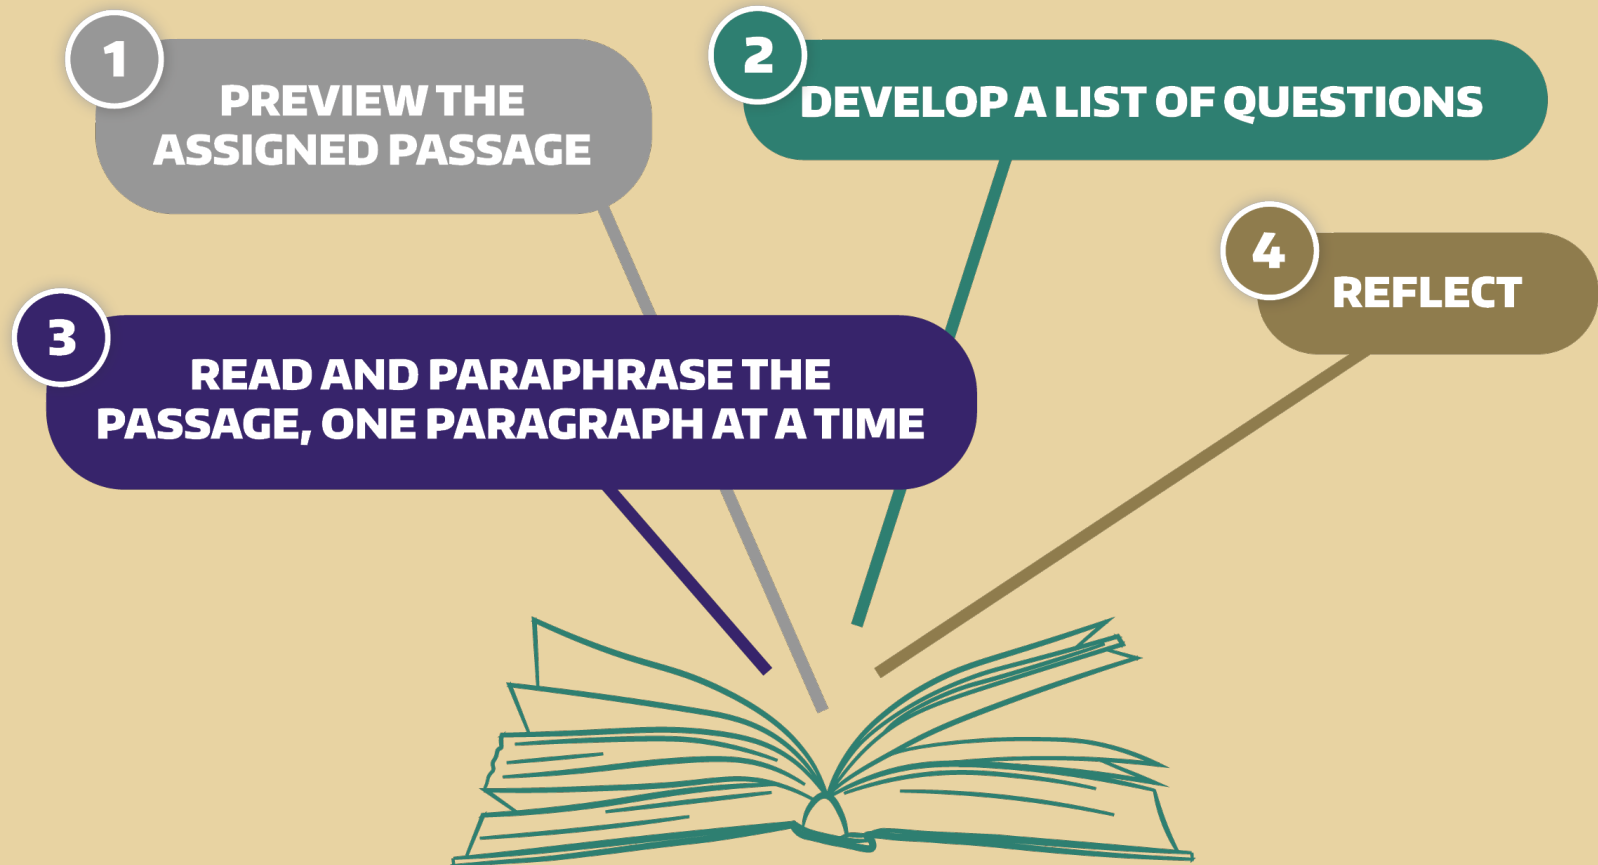 1
PREVIEW THE
ASSIGNED PASSAGE
2
DEVELOP A LIST OF QUESTIONS
3
READ AND PARAPHRASE THE
PASSAGE, ONE PARAGRAPH AT A TIME
4
REFLECT